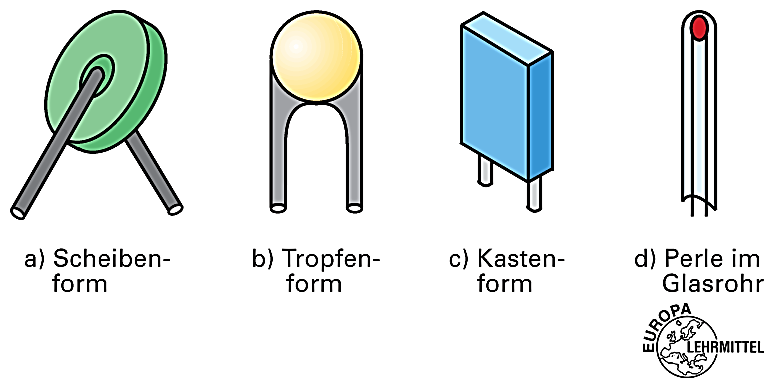 a) Scheiben-
form
b) Tropfen-
form
c) Kasten-
form
d) Perle im
Glasrohr
EUROPA
LEHRMITTEL